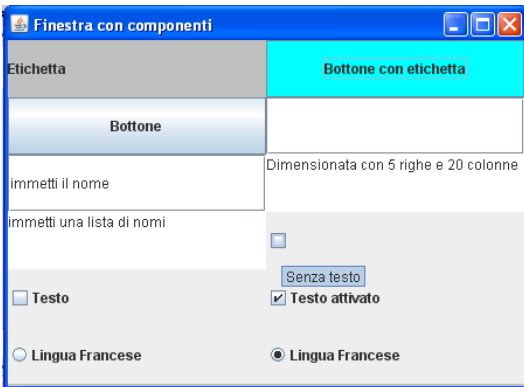 Finestra con componenti
Etichetta
Bottone con etichetta
Bottone
immetti il nome
Dimensionata con 5 righe e 20 colonne
immetti una lista di nomi
Senza testo
Testo
Testo attivato
Lingua Francese
Lingua Francese